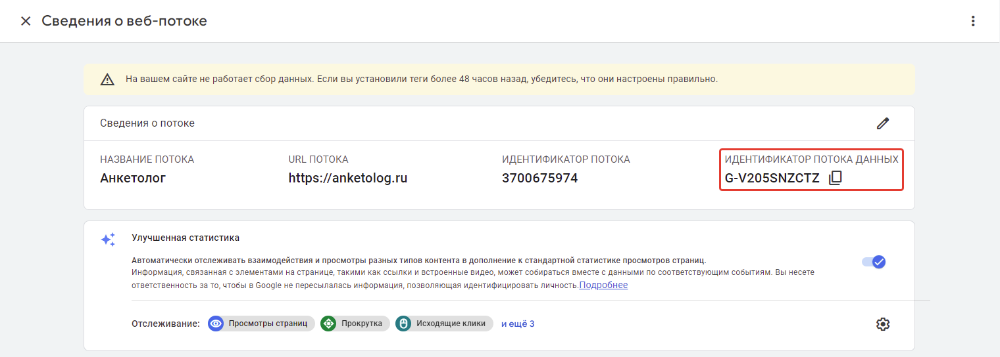 Сведения о веб-потоке
На вашем сайте не работает сбор данных. Если вы установили теги более 48 часов назад, убедитесь, что они настроены правильно.
Сведения о потоке
НАЗВАНИЕ ПОТОКА
Анкетолог
URL ПОТОКА
https://anketolog.ru
ИДЕНТИФИКАТОР ПОТОКА
3700675974
ИДЕНТИФИКАТОР ПОТОКА ДАННЫХ
G-V205SNZCTZ
Улучшенная статистика
Автоматически отслеживать взаимодействия и просмотры разных типов контента в дополнение к стандартной статистике просмотров страниц.
Информация, связанная с элементами на странице, такими как ссылки и встроенные видео, может собираться вместе с данными по соответствующим событиям. Вы несете
ответственность за то, чтобы в Google не пересылалась информация, позволяющая идентифицировать личность.Подробнее
Отслеживание: Просмотры страниц Прокрутка Исходящие клики и ещё 3